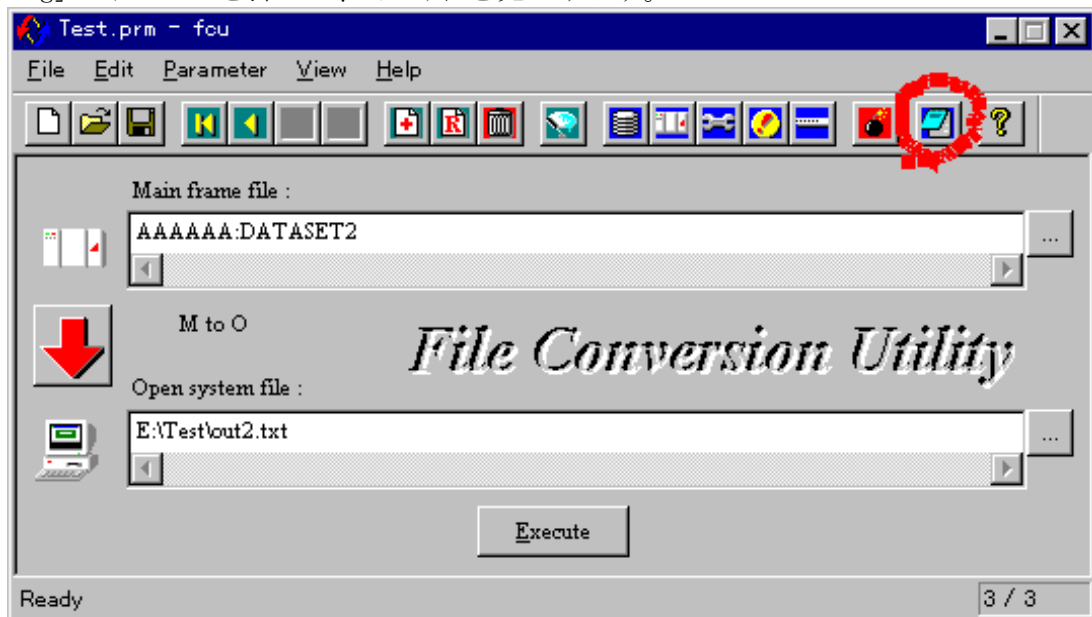 Test.prm - fcu
File Edit Parameter View Help
R ?
Main frame file :
AAAAAA:DATASET2
...
M to O
File Conversion Utility
Open system file :
E:\Test\out2.txt
...
Execute
Ready 3 / 3